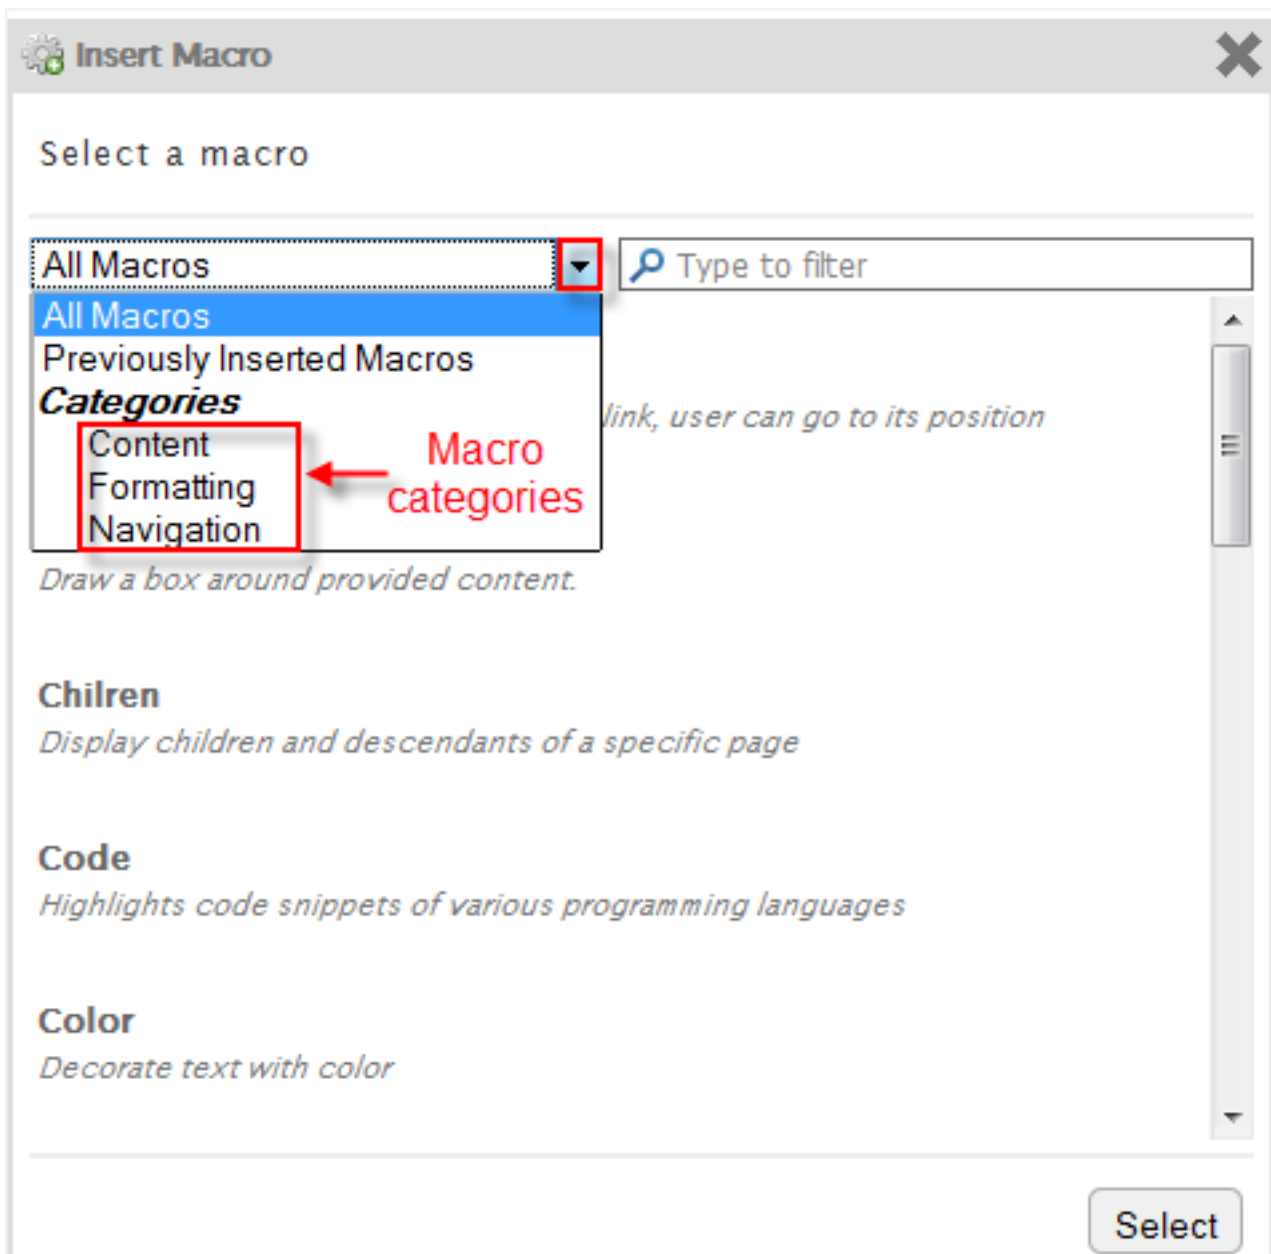 Insert Macro
Select a macro
All Macros
Type to filter
All Macros
Previously Inserted Macros
Categories
link, user can go to its position
Content
Formatting
Navigation
Macro
categories
Draw a box around provided content.
Chilren
Display children and descendants of a specific page
Code
Highlights code snippets of various programming languages
Color
Decorate text with color
Select